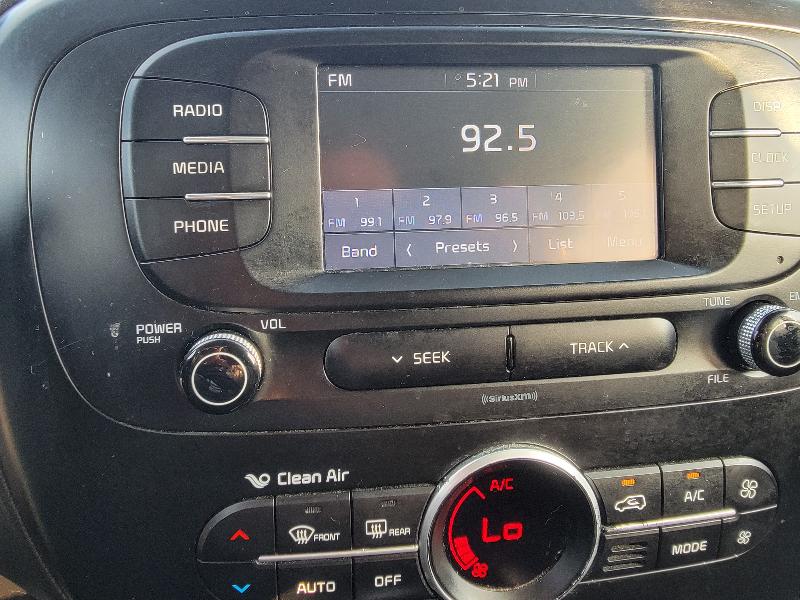 FM 5:21 PM
RADIO
MEDIA
PHONE
92.5
1 2 3 4 5
FM 99.1 FM 97.9 FM 96.5 FM 103.5
Band < Presets > List Menu
DISP
CLOCK
SETUP
POWER
PUSH
VOL
SEEK
TRACK
TUNE
FILE
((SiriusXM))
Clean Air
FRONT
REAR
AUTO
OFF
A/C
Lo
A/C
MODE